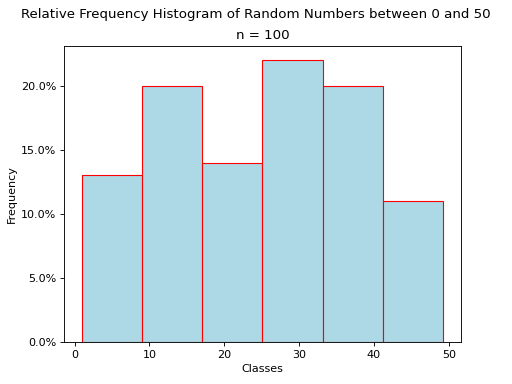 Relative Frequency Histogram of Random Numbers between 0 and 50
n = 100
20.0%
15.0%
10.0%
5.0%
0.0%
Frequency
0 10 20 30 40 50
Classes